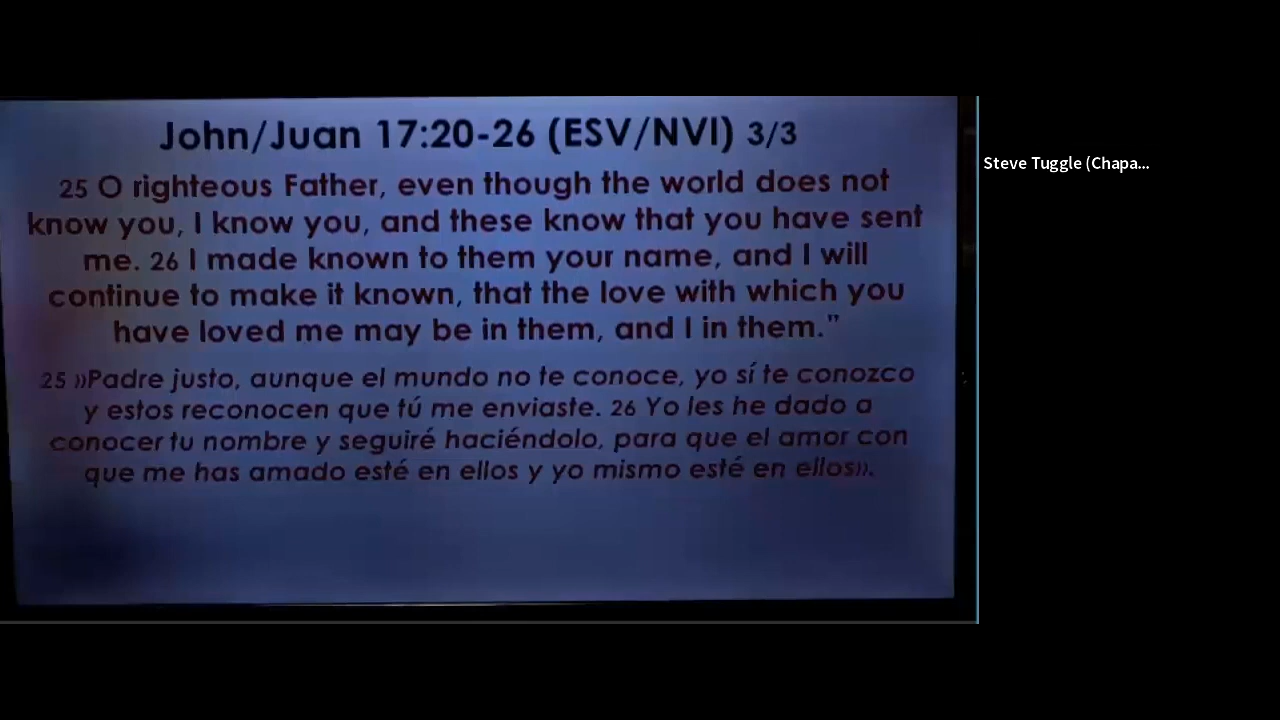 John/Juan 17:20-26 (ESV/NVI) 3/3
25 O righteous Father, even though the world does not
know you, I know you, and these know that you have sent
me. 26 I made known to them your name, and I will
continue to make it known, that the love with which you
have loved me may be in them, and I in them.”
25 »Padre justo, aunque el mundo no te conoce, yo sí te conozco
y estos reconocen que tú me enviaste. 26 Yo les he dado a
conocer tu nombre y seguiré haciéndolo, para que el amor con
que me has amado esté en ellos y yo mismo esté en ellos».
Steve Tuggle (Chapa...